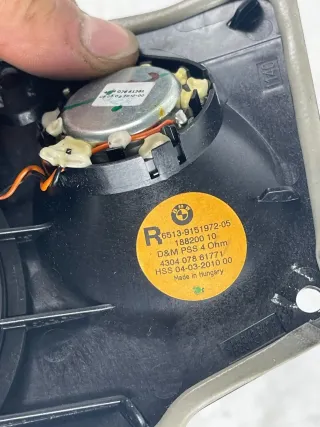 R 6513-9151972-05
188200 10
D&M PSS 4 Ohm
4304 078 61771
HSS 04-03-2010 00
Made in Hungary